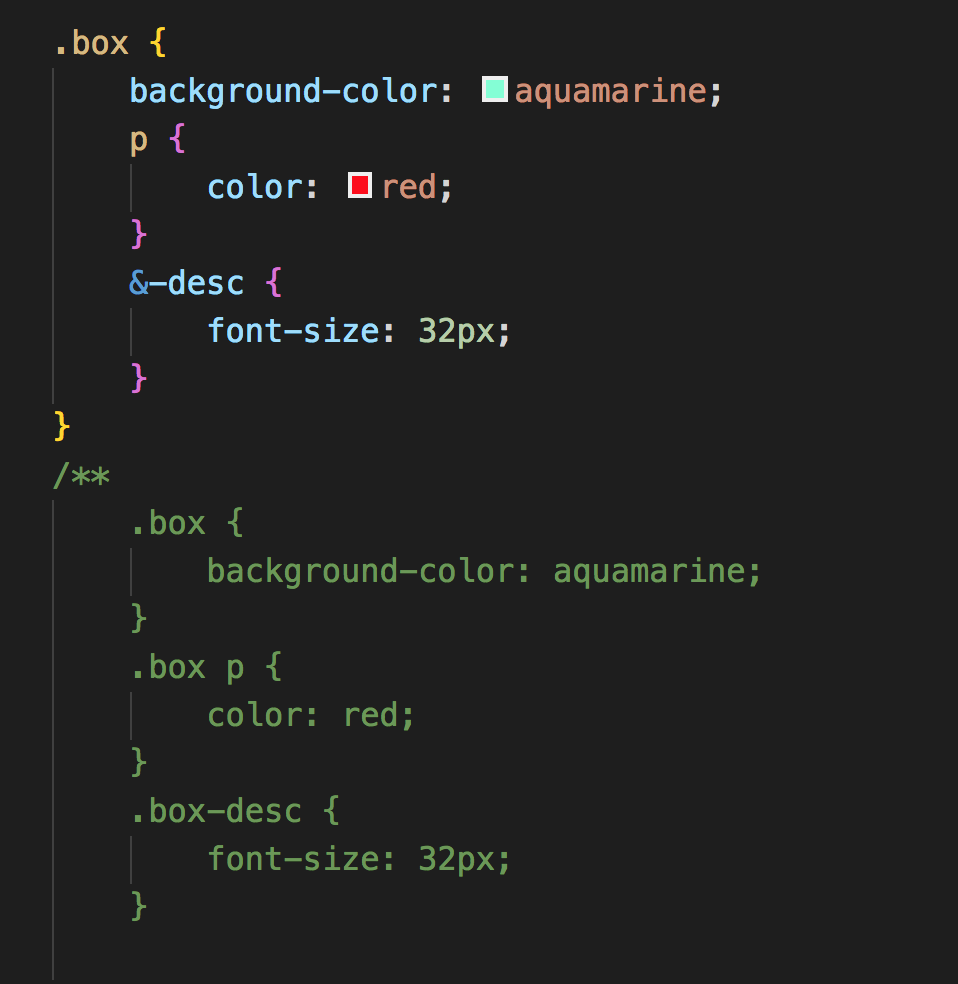 .box {
    background-color: aquamarine;
    p {
        color: red;
    }
    &-desc {
        font-size: 32px;
    }
}
/**
    .box {
        background-color: aquamarine;
    }
    .box p {
        color: red;
    }
    .box-desc {
        font-size: 32px;
    }